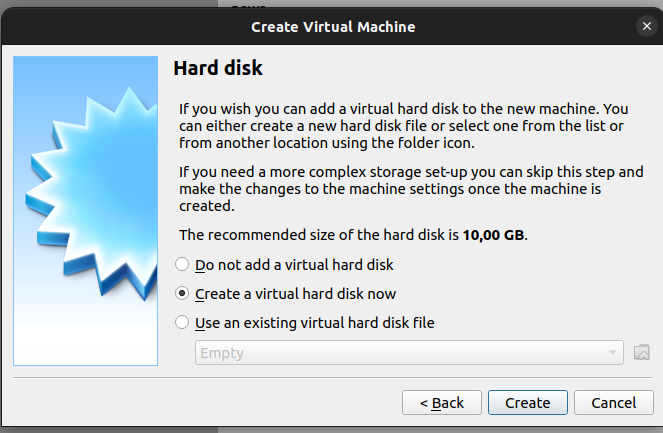 Create Virtual Machine
Hard disk
If you wish you can add a virtual hard disk to the new machine. You
can either create a new hard disk file or select one from the list or
from another location using the folder icon.
If you need a more complex storage set-up you can skip this step and
make the changes to the machine settings once the machine is
created.
The recommended size of the hard disk is 10,00 GB.
Do not add a virtual hard disk
Create a virtual hard disk now
Use an existing virtual hard disk file
Empty
< Back
Create
Cancel